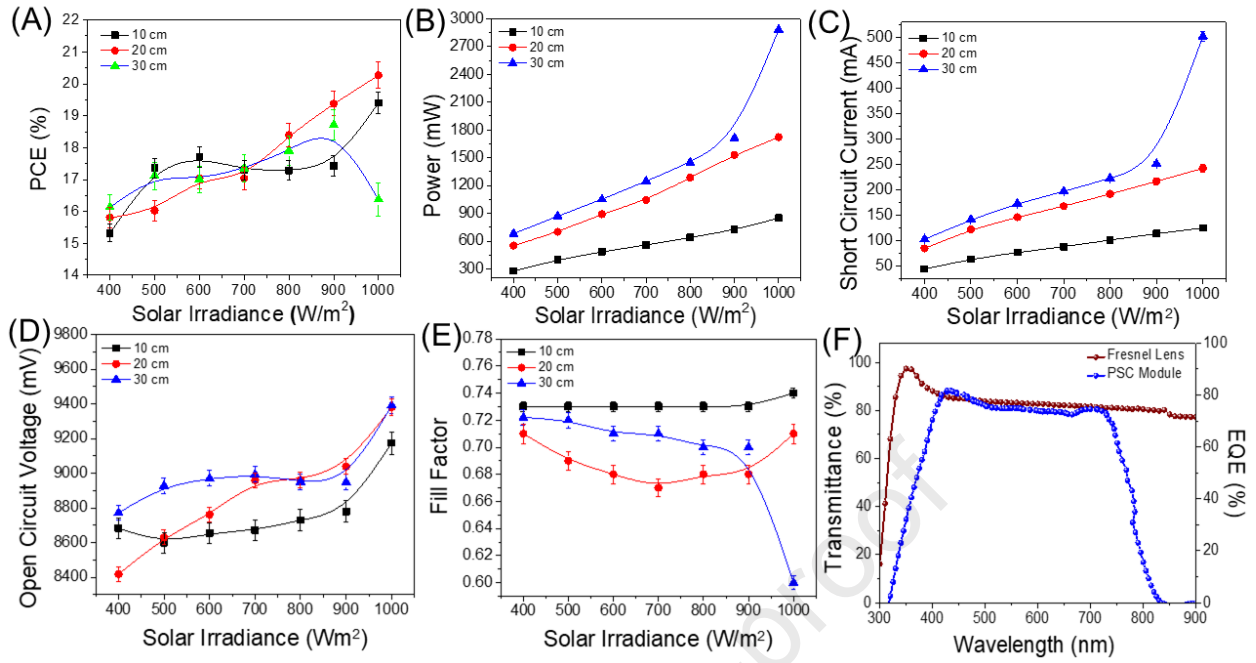 (A)
10 cm
20 cm
30 cm
22
21
20
19
18
17
16
15
14
PCE (%)
400 500 600 700 800 900 1000
Solar Irradiance (W/m²)
(B)
10 cm
20 cm
30 cm
3000
2700
2400
2100
1800
1500
1200
900
600
300
Power (mW)
400 500 600 700 800 900 1000
Solar Irradiance (W/m²)
(C)
10 cm
20 cm
30 cm
500
450
400
350
300
250
200
150
100
50
Short Circuit Current (mA)
400 500 600 700 800 900 1000
Solar Irradiance (W/m²)
(D)
10 cm
20 cm
30 cm
9800
9600
9400
9200
9000
8800
8600
8400
Open Circuit Voltage (mV)
400 500 600 700 800 900 1000
Solar Irradiance (Wm²)
(E)
10 cm
20 cm
30 cm
0.78
0.76
0.74
0.72
0.70
0.68
0.66
0.64
0.62
0.60
Fill Factor
400 500 600 700 800 900 1000
Solar Irradiance (W/m²)
(F)
Fresnel Lens
PSC Module
100
80
60
40
20
0
Transmittance (%)
100
80
60
40
20
0
EQE (%)
300 400 500 600 700 800 900
Wavelength (nm)
proof